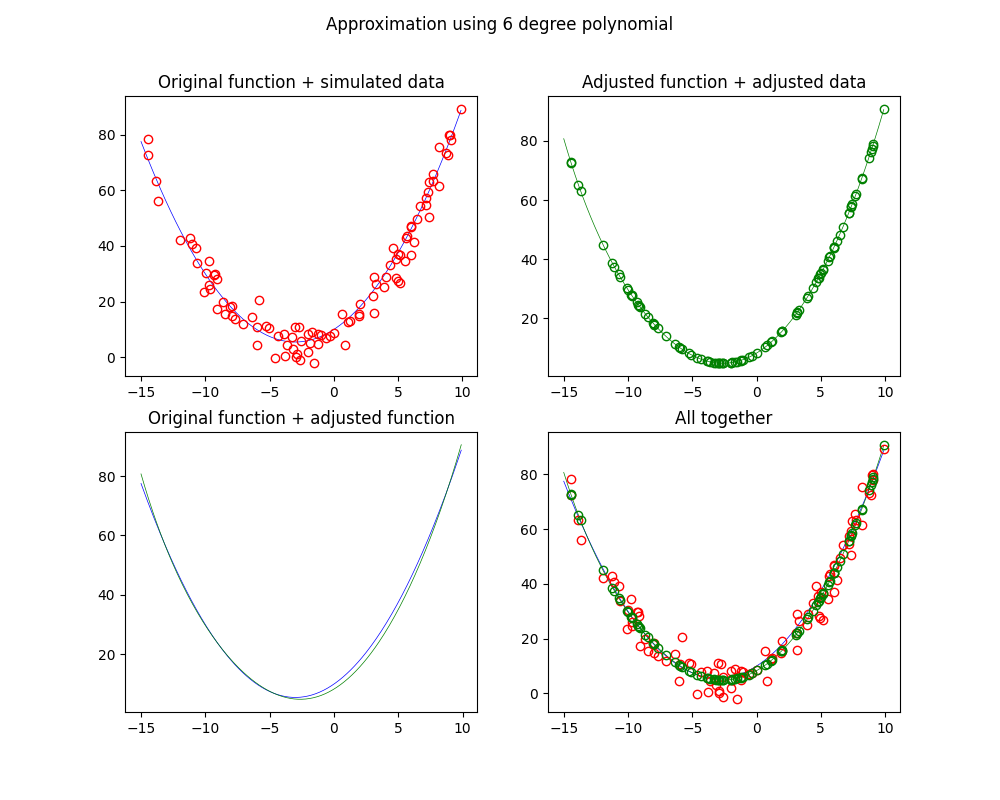 Approximation using 6 degree polynomial
Original function + simulated data
80
60
40
20
0
−15 −10 −5 0 5 10
Adjusted function + adjusted data
80
60
40
20
−15 −10 −5 0 5 10
Original function + adjusted function
80
60
40
20
−15 −10 −5 0 5 10
All together
80
60
40
20
0
−15 −10 −5 0 5 10